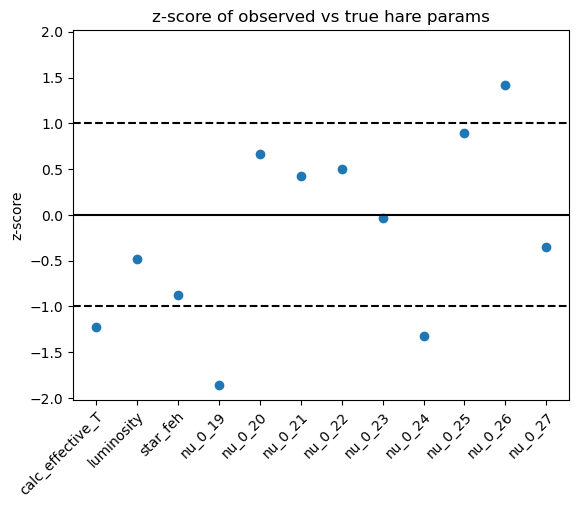 z-score of observed vs true hare params
2.0
1.5
1.0
0.5
0.0
−0.5
−1.0
−1.5
−2.0
z-score
calc_effective_T
luminosity
star_feh
nu_0_19
nu_0_20
nu_0_21
nu_0_22
nu_0_23
nu_0_24
nu_0_25
nu_0_26
nu_0_27